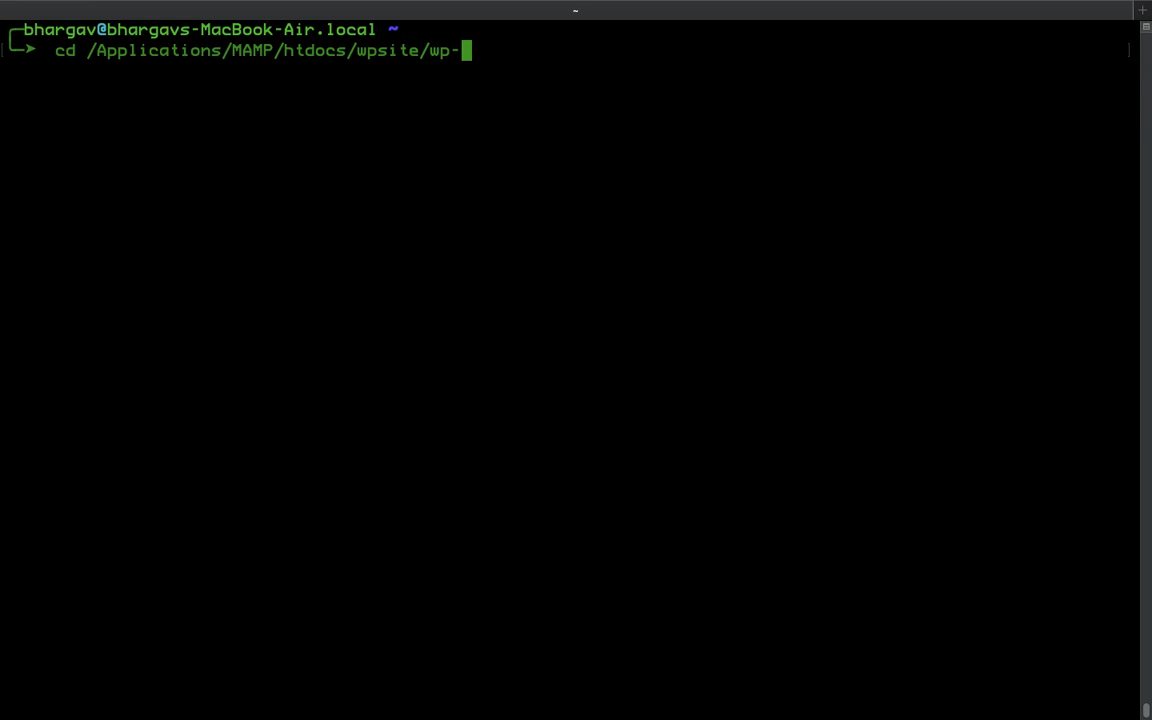 ~
bhargav@bhargavs-MacBook-Air.local ~
cd /Applications/MAMP/htdocs/wpsite/wp-